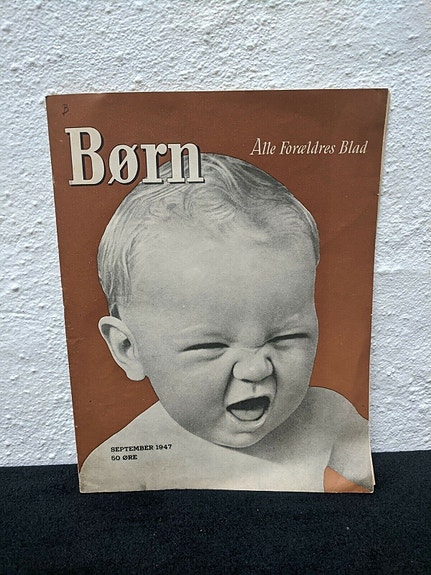 B
Børn
Alle Forældres Blad
SEPTEMBER 1947
50 ØRE